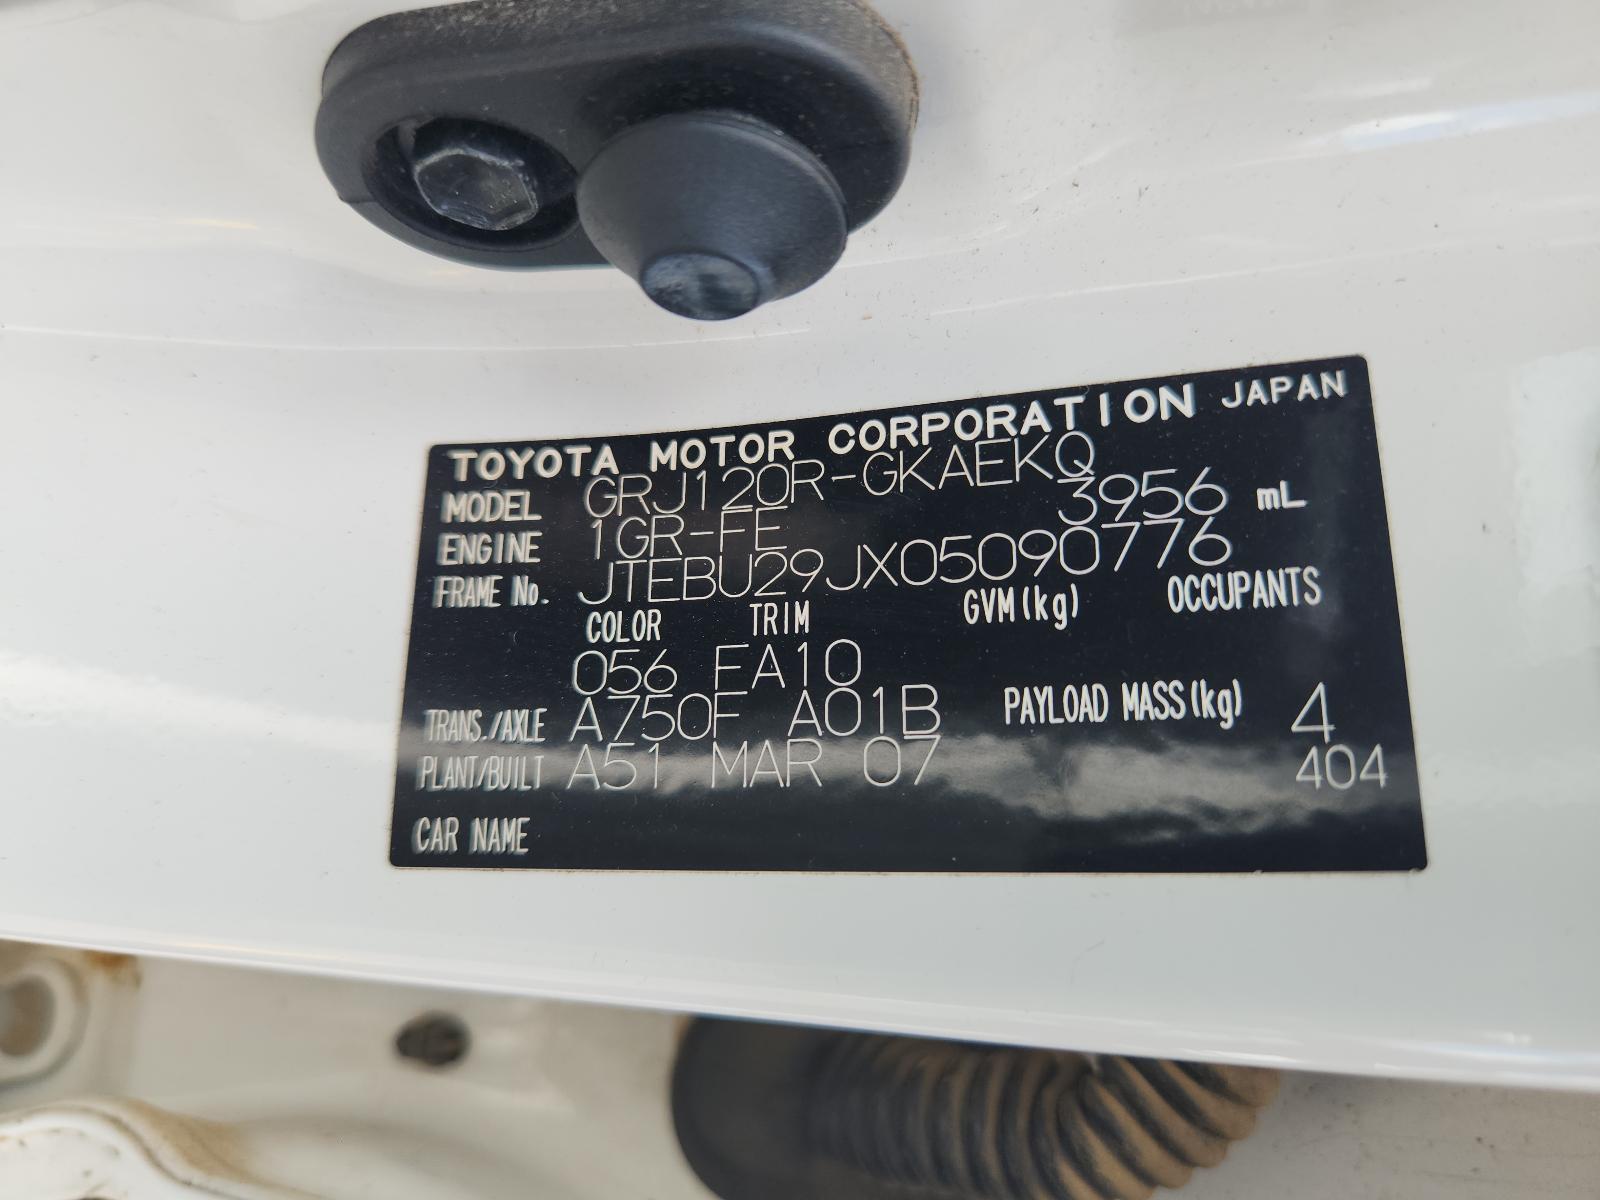 TOYOTA MOTOR CORPORATION JAPAN
MODEL GRJ120R-GKAEKQ
ENGINE 1GR-FE 3956 mL
FRAME No. JTEBU29JX05090776
COLOR TRIM GVM(kg) OCCUPANTS
056 FA10
TRANS./AXLE A750F A01B PAYLOAD MASS(kg) 4
PLANT/BUILT A51 MAR 07 404
CAR NAME